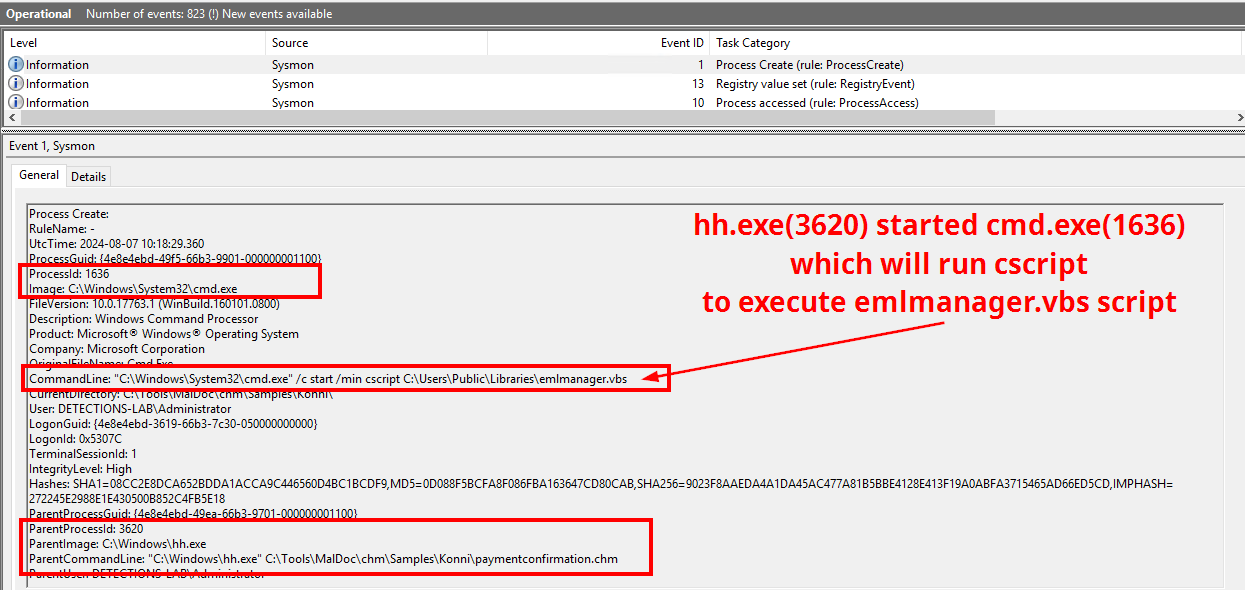 Operational Number of events: 823 (!) New events available
Level Source Event ID Task Category
Information Sysmon 1 Process Create (rule: ProcessCreate)
Information Sysmon 13 Registry value set (rule: RegistryEvent)
Information Sysmon 10 Process accessed (rule: ProcessAccess)
Event 1, Sysmon
General Details
Process Create:
RuleName: -
UtcTime: 2024-08-07 10:18:29.360
ProcessGuid: {4e8e4ebd-49f5-66b3-9901-000000001100}
ProcessId: 1636
Image: C:\Windows\System32\cmd.exe
FileVersion: 10.0.17763.1 (WinBuild.160101.0800)
Description: Windows Command Processor
Product: Microsoft® Windows® Operating System
Company: Microsoft Corporation
OriginalFileName: Cmd.Exe
CommandLine: "C:\Windows\System32\cmd.exe" /c start /min cscript C:\Users\Public\Libraries\emlmanager.vbs
CurrentDirectory: C:\Tools\MalDoc\chm\Samples\Konni\
User: DETECTIONS-LAB\Administrator
LogonGuid: {4e8e4ebd-3619-66b3-7c30-050000000000}
LogonId: 0x5307C
TerminalSessionId: 1
IntegrityLevel: High
Hashes: SHA1=08CC2E8DCA652BDDA1ACCA9C446560D4BC1BCDF9,MD5=0D088F5BCFA8F086FBA163647CD80CAB,SHA256=9023F8AAEDA4A1DA45AC477A81B5BBE4128E413F19A0ABFA3715465AD66ED5CD,IMPHASH=
272245E2988E1E430500B852C4FB5E18
ParentProcessGuid: {4e8e4ebd-49ea-66b3-9701-000000001100}
ParentProcessId: 3620
ParentImage: C:\Windows\hh.exe
ParentCommandLine: "C:\Windows\hh.exe" C:\Tools\MalDoc\chm\Samples\Konni\paymentconfirmation.chm
ParentUser: DETECTIONS-LAB\Administrator
hh.exe(3620) started cmd.exe(1636)
which will run cscript
to execute emlmanager.vbs script